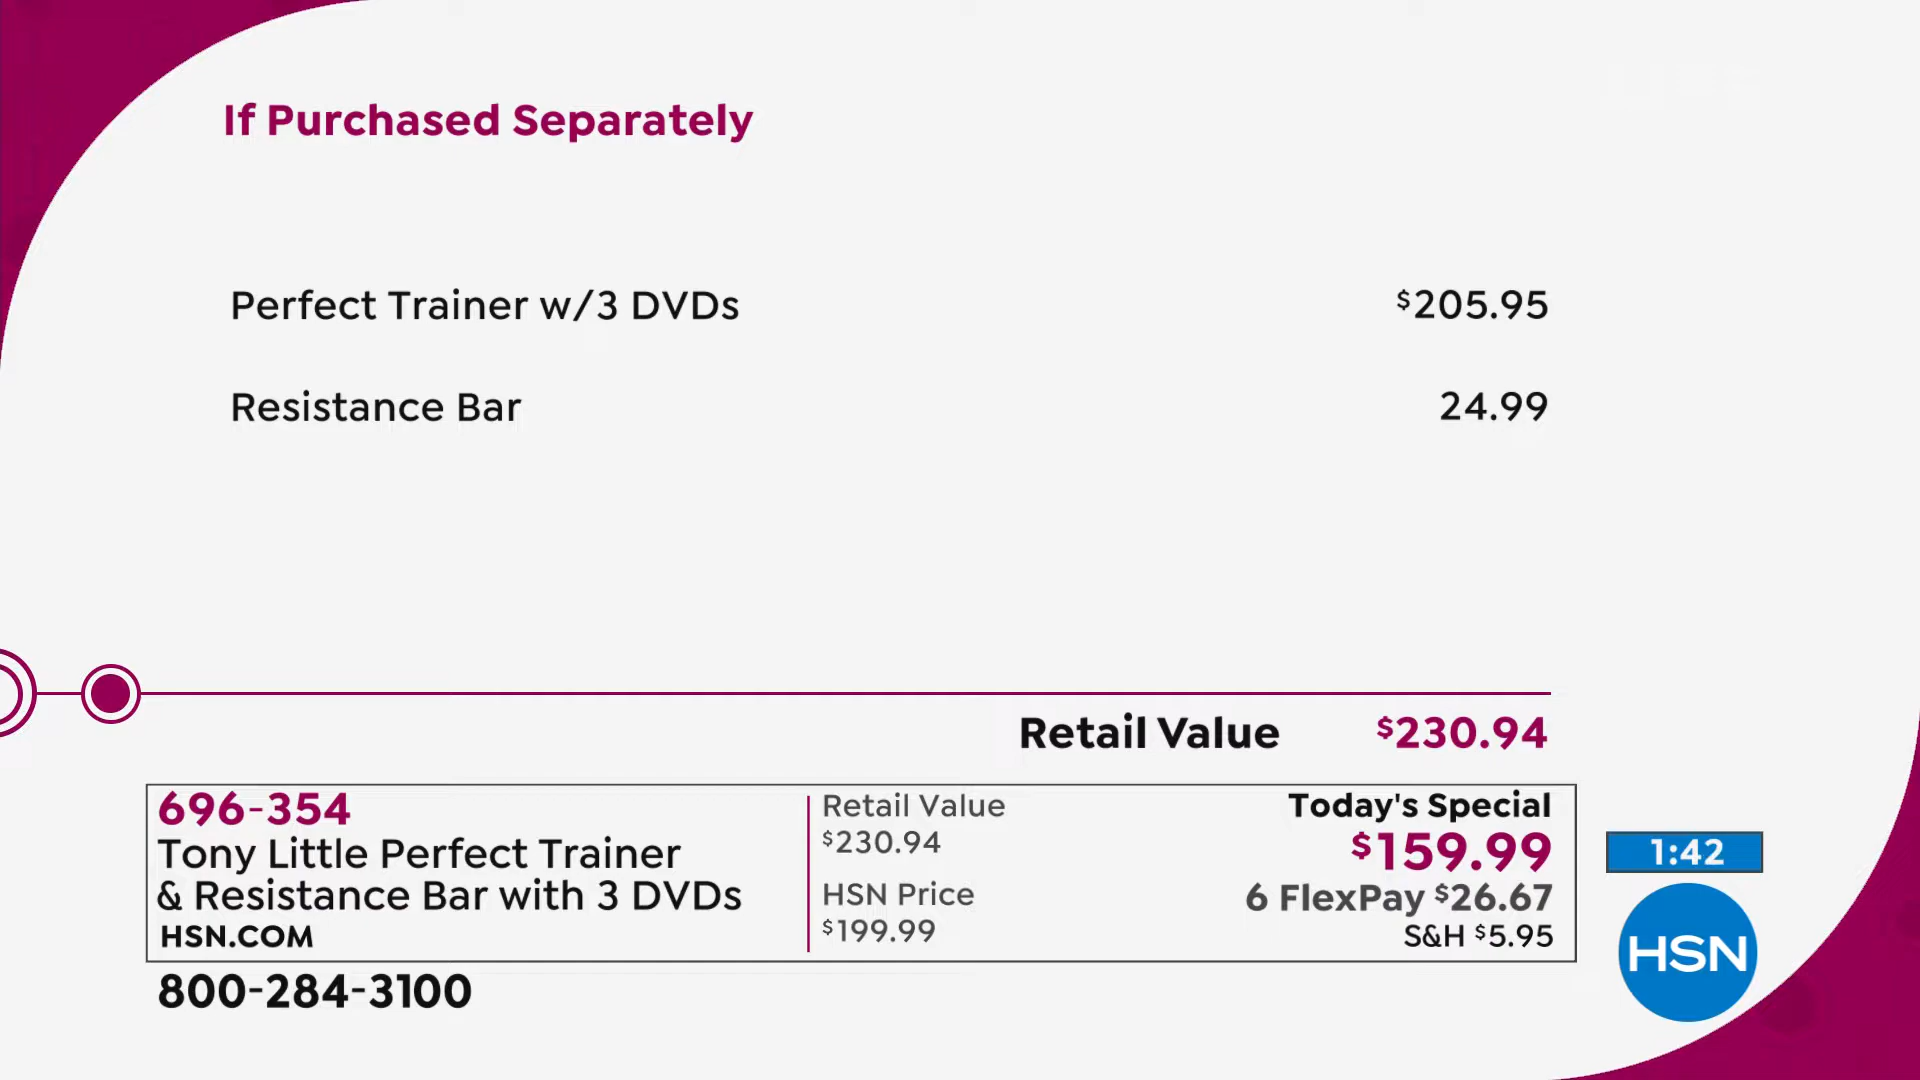 If Purchased Separately
Perfect Trainer w/3 DVDs $205.95
Resistance Bar 24.99
Retail Value $230.94
696-354
Tony Little Perfect Trainer
& Resistance Bar with 3 DVDs
HSN.COM
Retail Value
$230.94
HSN Price
$199.99
Today's Special
$159.99
6 FlexPay $26.67
S&H $5.95
1:42
HSN
800-284-3100